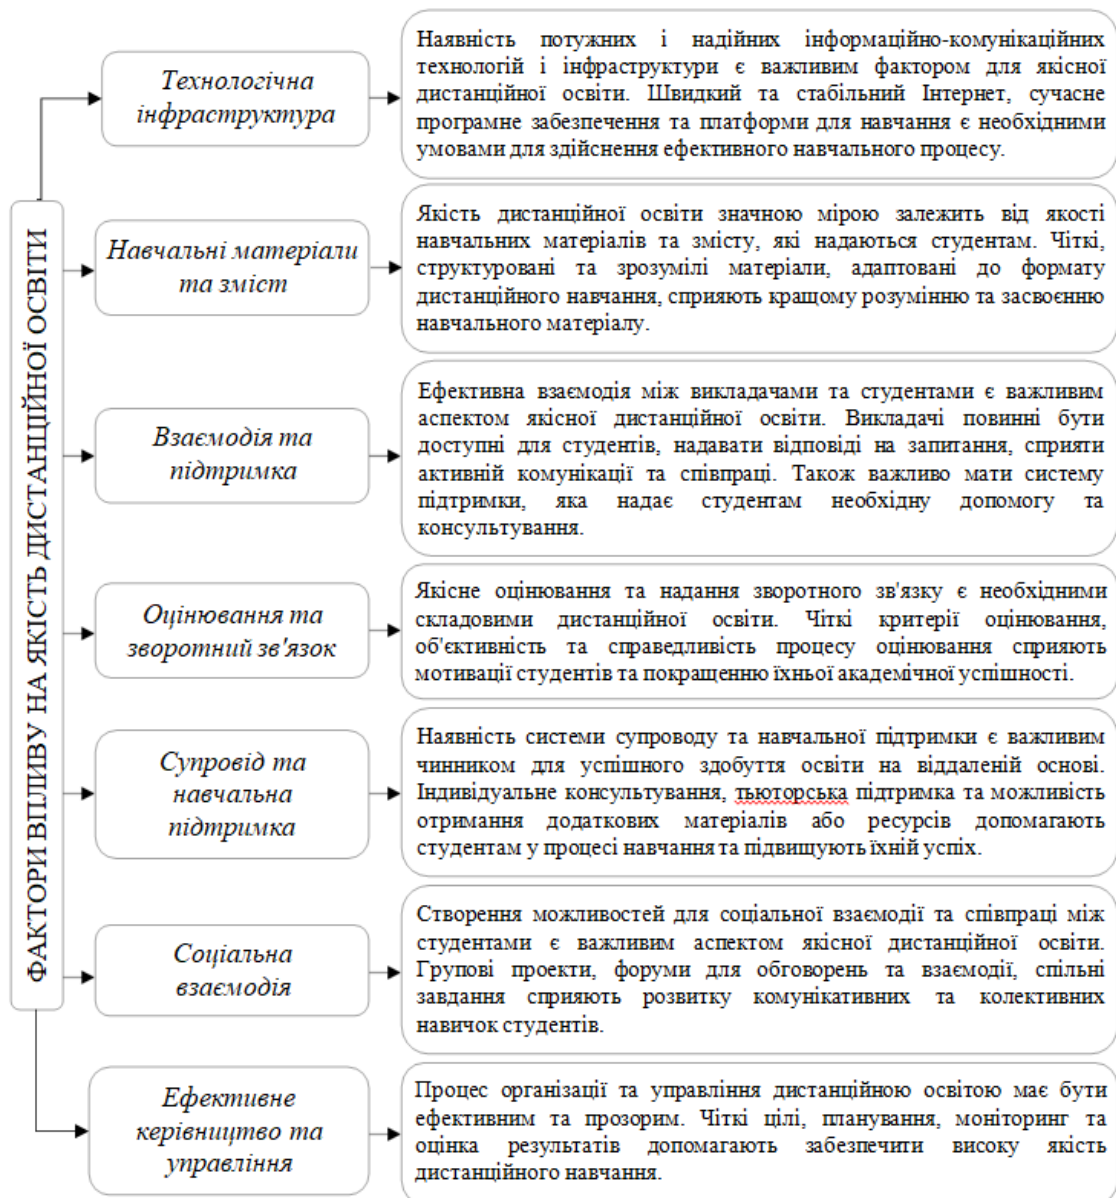 ФАКТОРИ ВПЛИВУ НА ЯКІСТЬ ДИСТАНЦІЙНОЇ ОСВІТИ
Технологічна
інфраструктура
Наявність потужних і надійних інформаційно-комунікаційних
технологій і інфраструктури є важливим фактором для якісної
дистанційної освіти. Швидкий та стабільний Інтернет, сучасне
програмне забезпечення та платформи для навчання є необхідними
умовами для здійснення ефективного навчального процесу.
Навчальні матеріали
та зміст
Якість дистанційної освіти значною мірою залежить від якості
навчальних матеріалів та змісту, які надаються студентам. Чіткі,
структуровані та зрозумілі матеріали, адаптовані до формату
дистанційного навчання, сприяють кращому розумінню та засвоєнню
навчального матеріалу.
Взаємодія та
підтримка
Ефективна взаємодія між викладачами та студентами є важливим
аспектом якісної дистанційної освіти. Викладачі повинні бути
доступні для студентів, надавати відповіді на запитання, сприяти
активній комунікації та співпраці. Також важливо мати систему
підтримки, яка надає студентам необхідну допомогу та
консультування.
Оцінювання та
зворотний зв'язок
Якісне оцінювання та надання зворотного зв'язку є необхідними
складовими дистанційної освіти. Чіткі критерії оцінювання,
об'єктивність та справедливість процесу оцінювання сприяють
мотивації студентів та покращенню їхньої академічної успішності.
Супровід та
навчальна
підтримка
Наявність системи супроводу та навчальної підтримки є важливим
чинником для успішного здобуття освіти на віддаленій основі.
Індивідуальне консультування, тьюторська підтримка та можливість
отримання додаткових матеріалів або ресурсів допомагають
студентам у процесі навчання та підвищують їхній успіх.
Соціальна
взаємодія
Створення можливостей для соціальної взаємодії та співпраці між
студентами є важливим аспектом якісної дистанційної освіти.
Групові проекти, форуми для обговорень та взаємодії, спільні
завдання сприяють розвитку комунікативних та колективних
навичок студентів.
Ефективне
керівництво та
управління
Процес організації та управління дистанційною освітою має бути
ефективним та прозорим. Чіткі цілі, планування, моніторинг та
оцінка результатів допомагають забезпечити високу якість
дистанційного навчання.